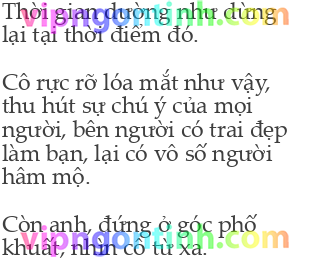 Thời gian dường như dừng
lại tại thời điểm đó.
Cô rực rỡ lóa mắt như vậy,
thu hút sự chú ý của mọi
người, bên người có trai đẹp
làm bạn, lại có vô số người
hâm mộ.
Còn anh, đứng ở góc phố
khuất, nhìn cô từ xa.
vipngontinh.com
vipngontinh.com